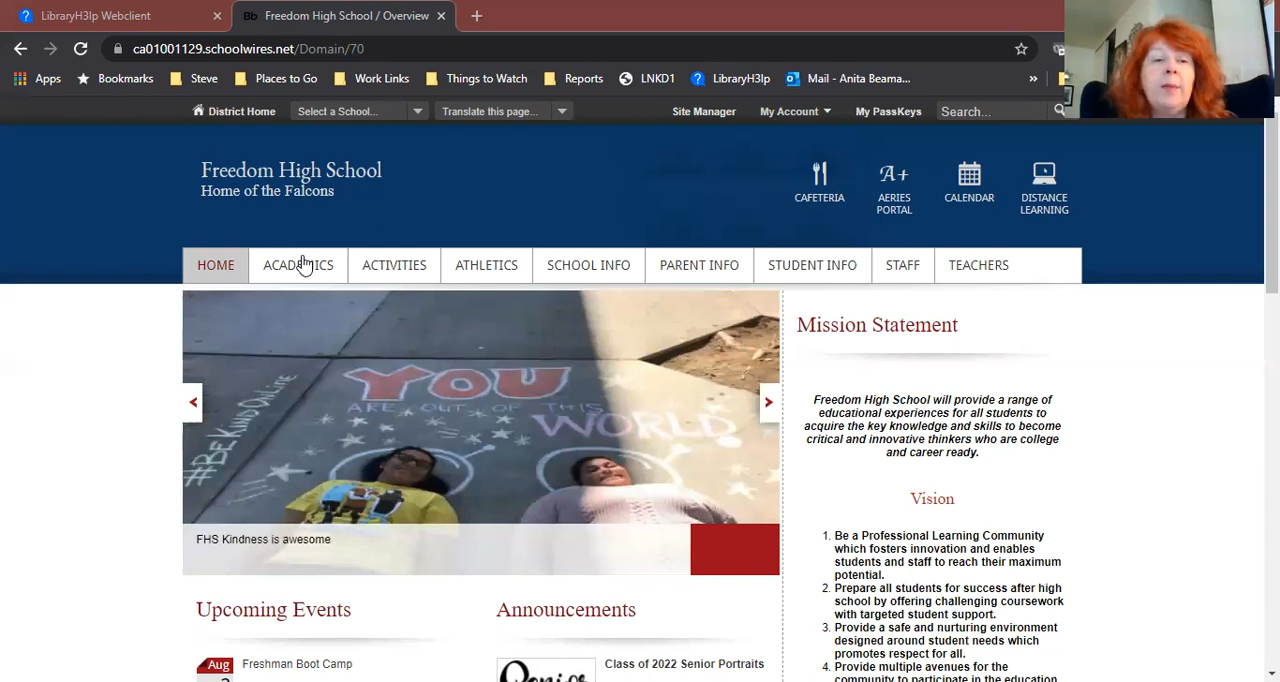 LibraryH3lp Webclient
Bb Freedom High School / Overview
ca01001129.schoolwires.net/Domain/70
Apps Bookmarks Steve Places to Go Work Links Things to Watch Reports LNKD1 LibraryH3lp Mail - Anita Beama...
District Home Select a School... Translate this page... Site Manager My Account My PassKeys Search...
Freedom High School
Home of the Falcons
CAFETERIA
A+
AERIES
PORTAL
CALENDAR
DISTANCE
LEARNING
HOME ACADEMICS ACTIVITIES ATHLETICS SCHOOL INFO PARENT INFO STUDENT INFO STAFF TEACHERS
#BEKINDONLINE
YOU
ARE OUT OF THIS
WORLD
FHS Kindness is awesome
Mission Statement
Freedom High School will provide a range of
educational experiences for all students to
acquire the key knowledge and skills to become
critical and innovative thinkers who are college
and career ready.
Vision
1. Be a Professional Learning Community
which fosters innovation and enables
students and staff to reach their maximum
potential.
2. Prepare all students for success after high
school by offering challenging coursework
with targeted student support.
3. Provide a safe and nurturing environment
designed around student needs which
promotes respect for all.
4. Provide multiple avenues for the
community to participate in the education
Upcoming Events
Aug
Freshman Boot Camp
Announcements
Class of 2022 Senior Portraits